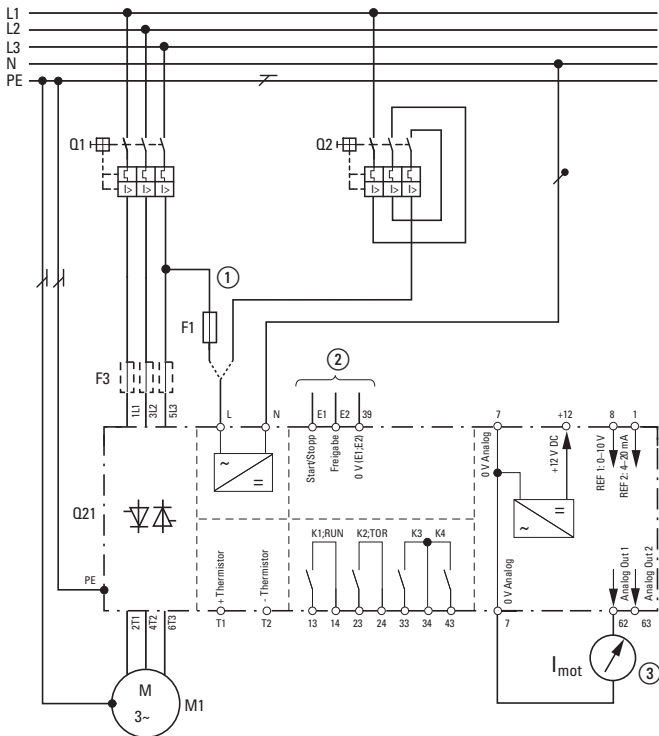 L1
L2
L3
N
PE
Q1
I> I> I>
Q2
I> I> I>
1
F1
2
F3
1L1
3L2
5L3
L
N
E1
E2
39
7
+12
8
1
Start/Stopp
Freigabe
0 V (E1;E2)
0 V Analog
+12 V DC
REF 1: 0–10 V
REF 2: 4–20 mA
~
=
=
~
Q21
K1;RUN
K2;TOR
K3
K4
PE
+ Thermistor
- Thermistor
0 V Analog
Analog Out 1
Analog Out 2
2T1
4T2
6T3
T1
T2
13
14
23
24
33
34
43
7
62
63
M
3~
M1
Imot
3